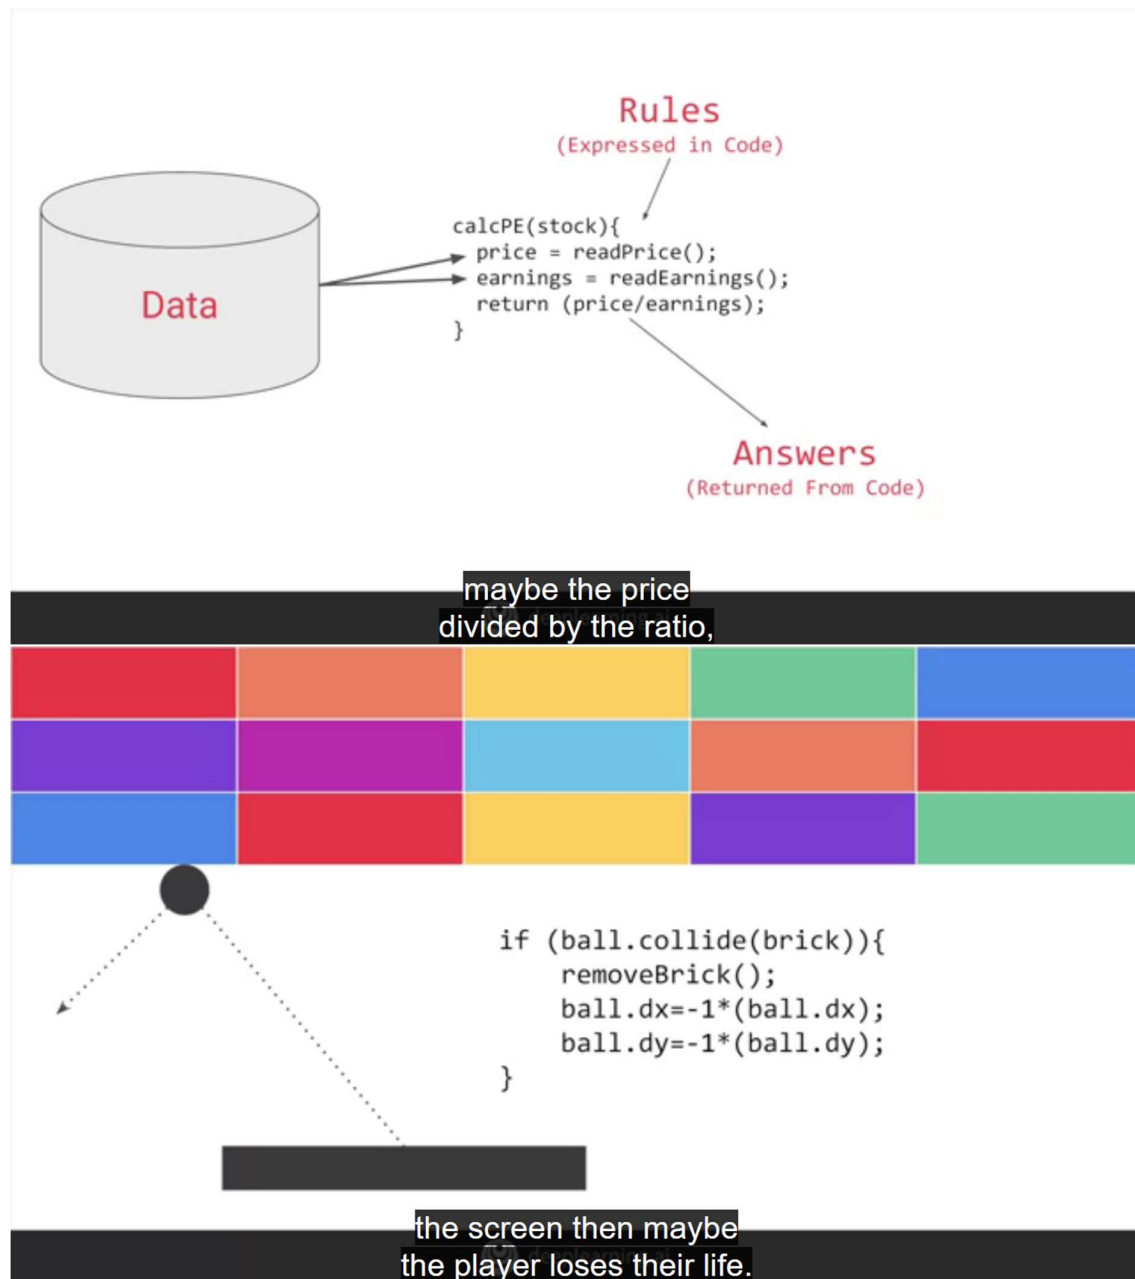 Rules
(Expressed in Code)
calcPE(stock){
price = readPrice();
earnings = readEarnings();
return (price/earnings);
}
Data
Answers
(Returned From Code)
maybe the price
divided by the ratio,
if (ball.collide(brick)){
removeBrick();
ball.dx=-1*(ball.dx);
ball.dy=-1*(ball.dy);
}
the screen then maybe
the player loses their life.